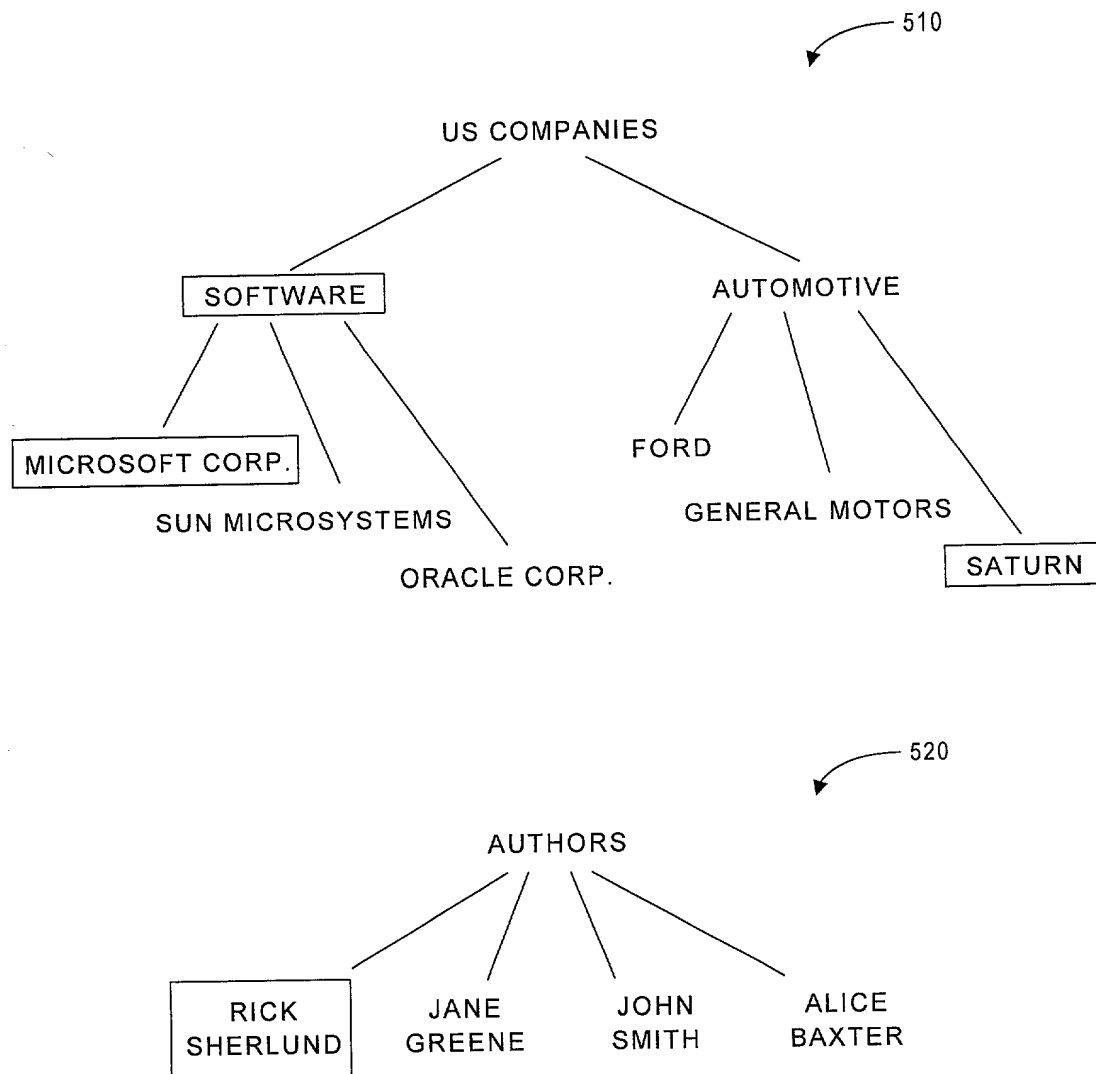 510
US COMPANIES
SOFTWARE
AUTOMOTIVE
MICROSOFT CORP.
SUN MICROSYSTEMS
ORACLE CORP.
FORD
GENERAL MOTORS
SATURN
520
AUTHORS
RICK
SHERLUND
JANE
GREENE
JOHN
SMITH
ALICE
BAXTER